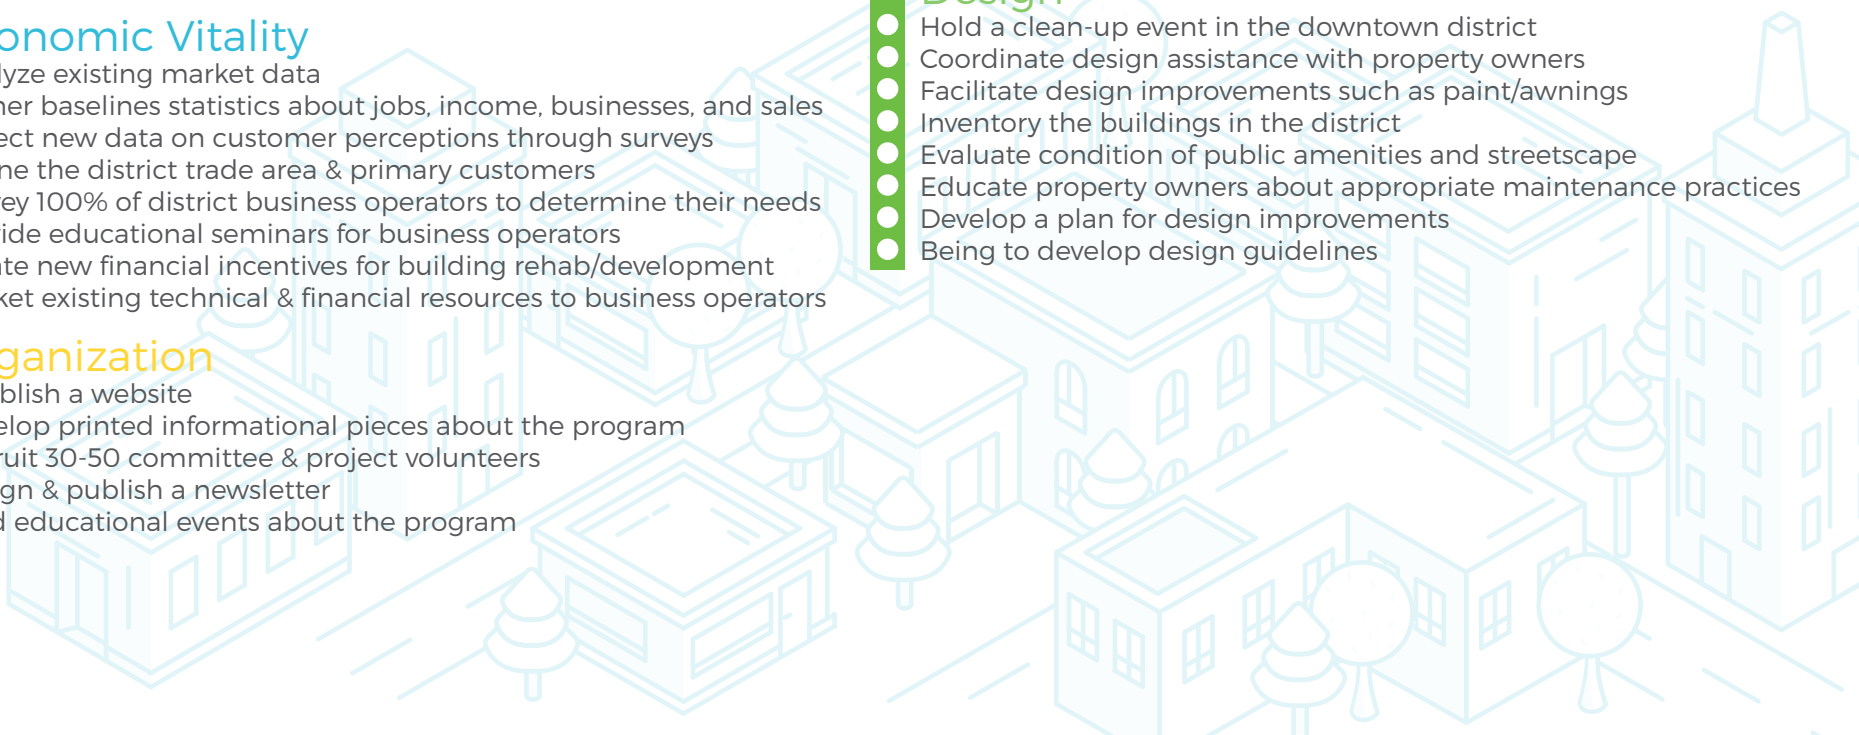 onomic Vitality
lyze existing market data
her baselines statistics about jobs, income, businesses, and sales
ect new data on customer perceptions through surveys
ne the district trade area & primary customers
ey 100% of district business operators to determine their needs
ide educational seminars for business operators
ate new financial incentives for building rehab/development
ket existing technical & financial resources to business operators
ganization
blish a website
elop printed informational pieces about the program
ruit 30-50 committee & project volunteers
gn & publish a newsletter
d educational events about the program
Design
Hold a clean-up event in the downtown district
Coordinate design assistance with property owners
Facilitate design improvements such as paint/awnings
Inventory the buildings in the district
Evaluate condition of public amenities and streetscape
Educate property owners about appropriate maintenance practices
Develop a plan for design improvements
Being to develop design guidelines